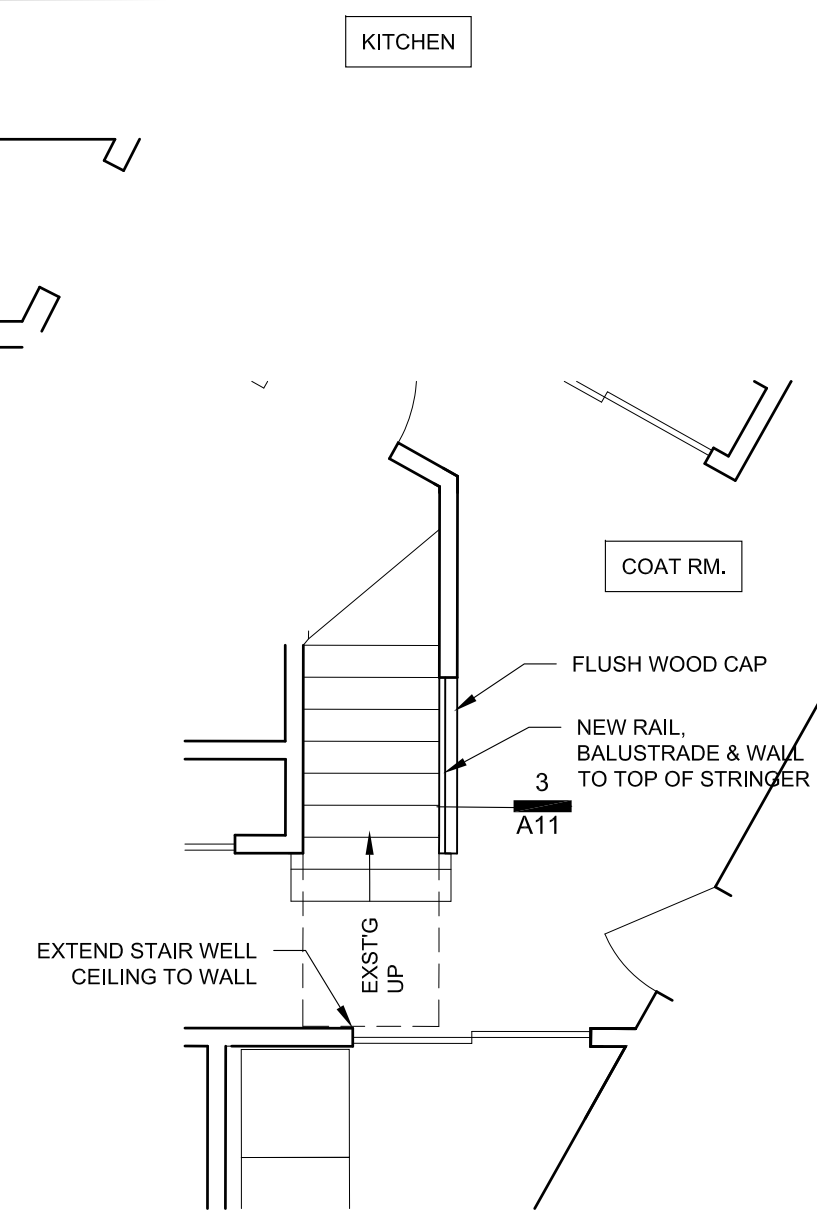 KITCHEN
COAT RM.
FLUSH WOOD CAP
NEW RAIL,
BALUSTRADE & WALL
TO TOP OF STRINGER
3
A11
EXTEND STAIR WELL
CEILING TO WALL
EXST'G
UP